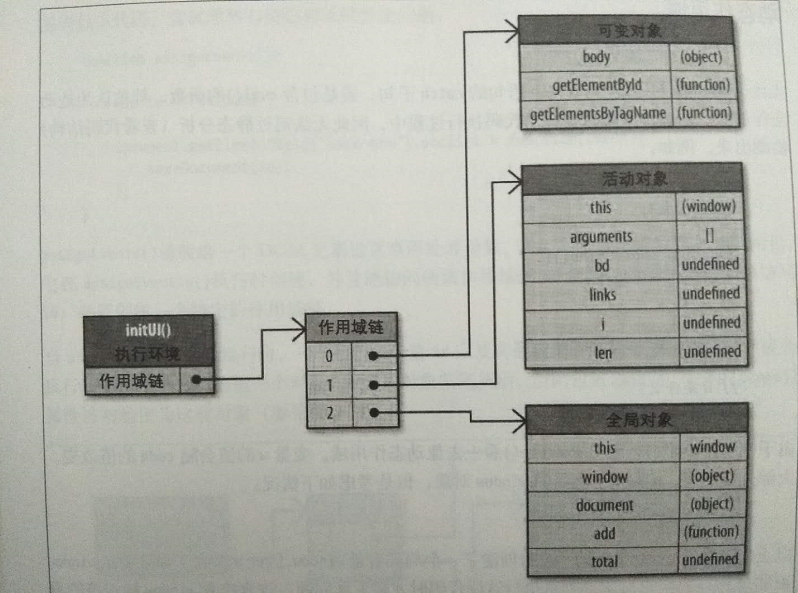 可变对象
body (object)
getElementById (function)
getElementsByTagName (function)
活动对象
this (window)
arguments []
bd undefined
links undefined
i undefined
len undefined
initUI()
执行环境
作用域链
作用域链
0
1
2
全局对象
this window
window (object)
document (object)
add (function)
total undefined